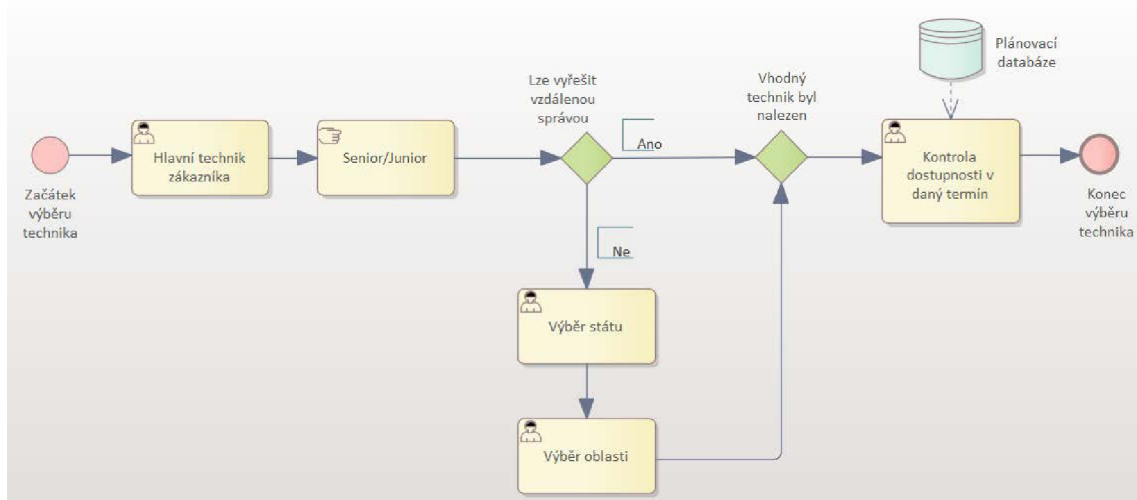 Začátek
výběru
technika
Hlavní technik
zákazníka
Senior/Junior
Lze vyřešit
vzdálenou
správou
Ano
Ne
Výběr státu
Výběr oblasti
Vhodný
technik byl
nalezen
Plánovací
databáze
Kontrola
dostupnosti v
daný termín
Konec
výběru
technika